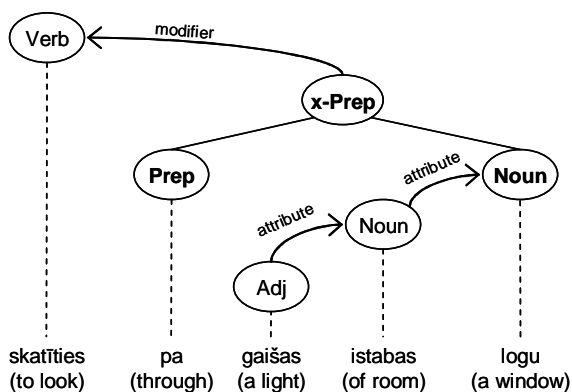 Verb
modifier
x-Prep
Prep
attribute
Noun
attribute
Noun
Adj
skatīties pa gaišas istabas logu
(to look) (through) (a light) (of room) (a window)